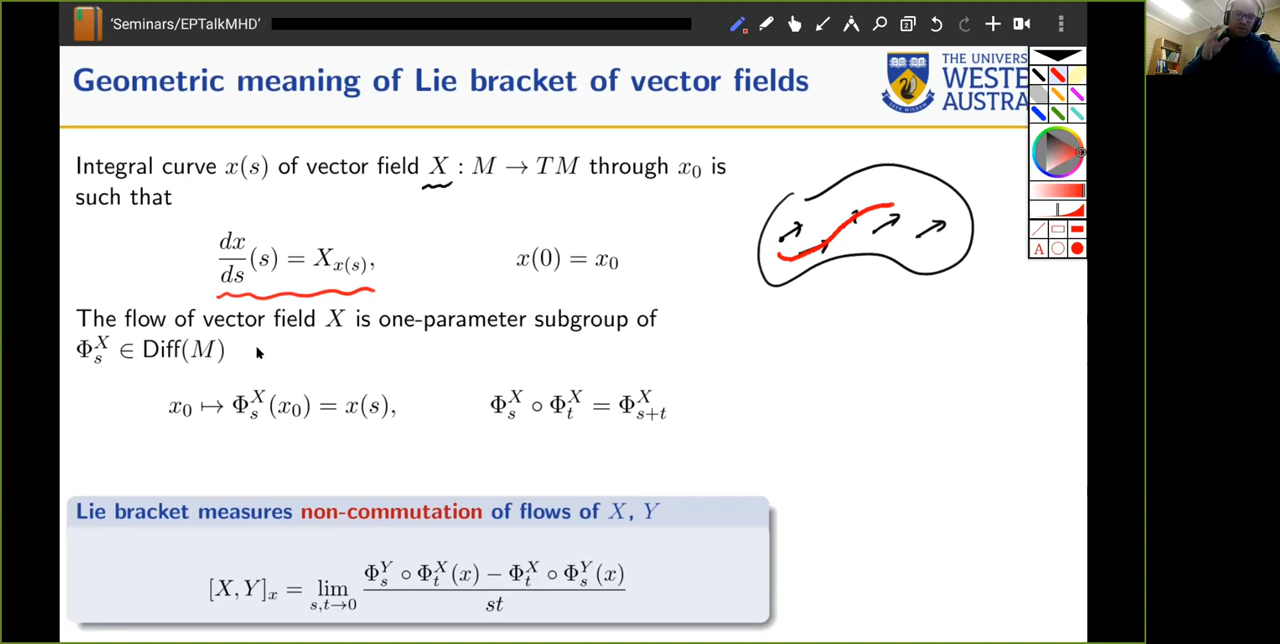 'Seminars/EPTalkMHD'
Geometric meaning of Lie bracket of vector fields
THE UNIVERS
WESTE
AUSTRA
Integral curve x(s) of vector field X : M → TM through x₀ is
such that
dx/ds (s) = X_{x(s)}, x(0) = x₀
The flow of vector field X is one-parameter subgroup of
Φ_s^X ∈ Diff(M)
x₀ ↦ Φ_s^X(x₀) = x(s), Φ_s^X ∘ Φ_t^X = Φ_{s+t}^X
Lie bracket measures non-commutation of flows of X, Y
[X, Y]_x = lim_{s,t→0} (Φ_s^Y ∘ Φ_t^X(x) − Φ_t^X ∘ Φ_s^Y(x)) / st
A